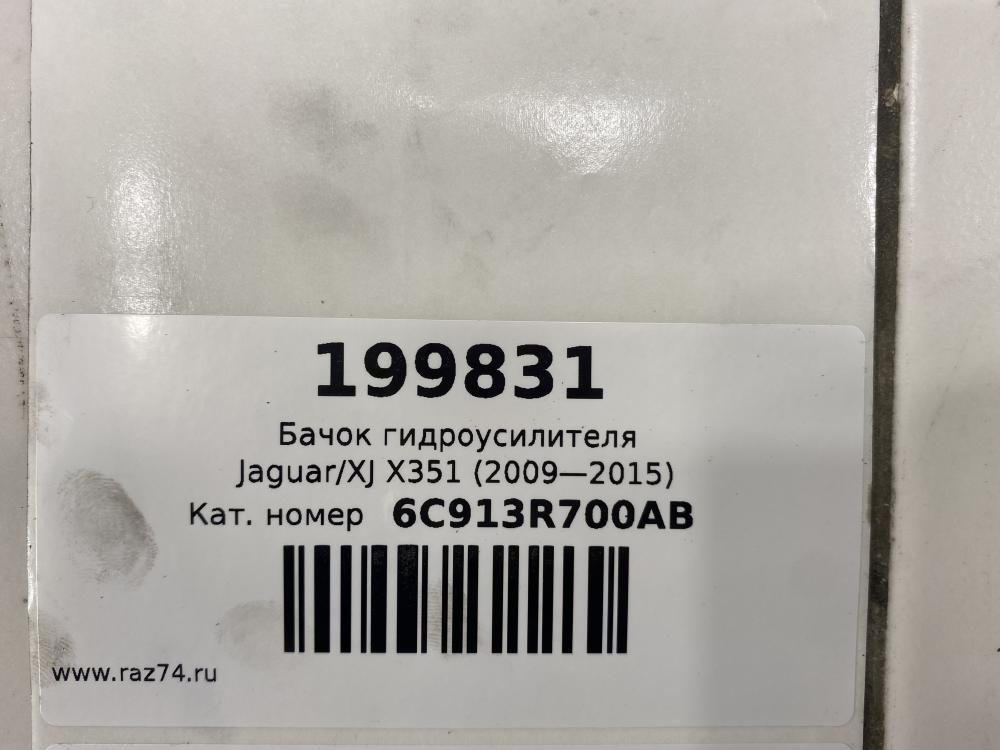 199831
Бачок гидроусилителя
Jaguar/XJ X351 (2009—2015)
Кат. номер 6C913R700AB
www.raz74.ru